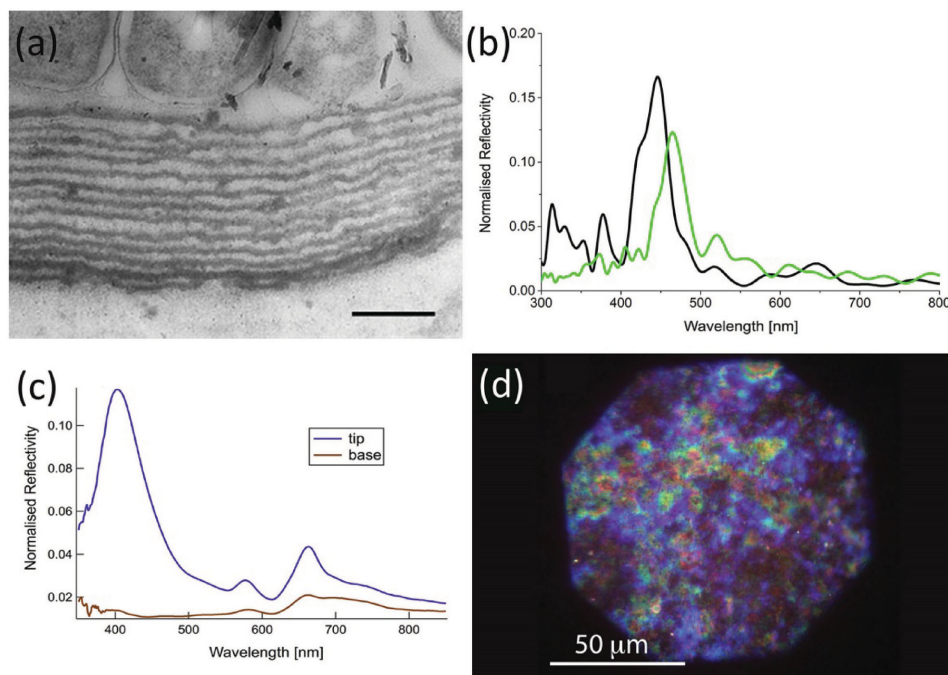 (a)
(b)
0.20
0.15
0.10
0.05
0.00
Normalised Reflectivity
300 400 500 600 700 800
Wavelength [nm]
(c)
0.10
0.08
0.06
0.04
0.02
Normalised Reflectivity
tip
base
400 500 600 700 800
Wavelength [nm]
(d)
50 μm